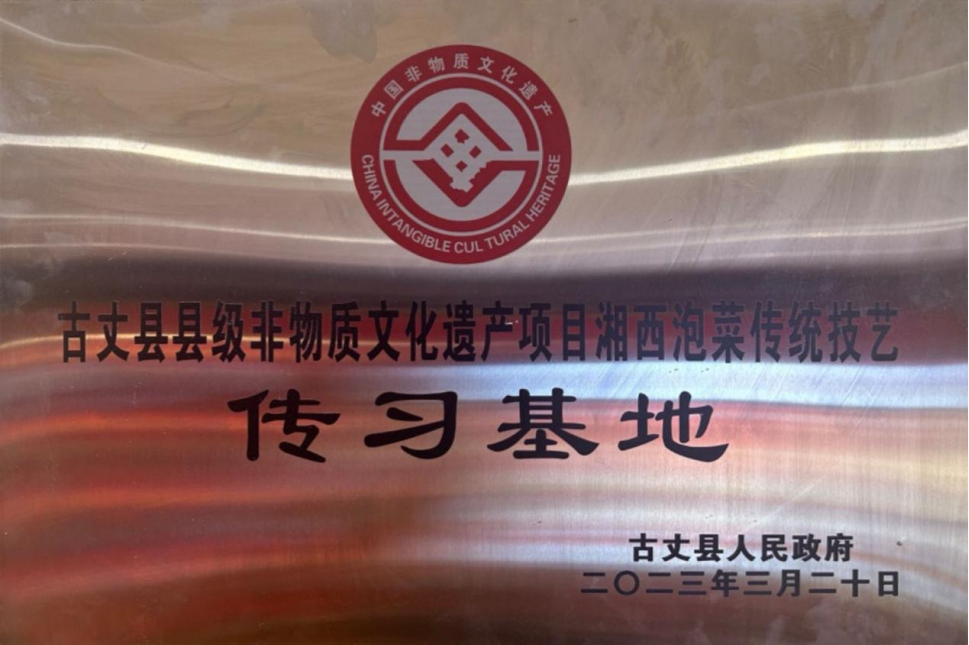 中国非物质文化遗产
CHINA INTANGIBLE CULTURAL HERITAGE
古丈县县级非物质文化遗产项目湘西泡菜传统技艺
传习基地
古丈县人民政府
二〇二三年三月二十日